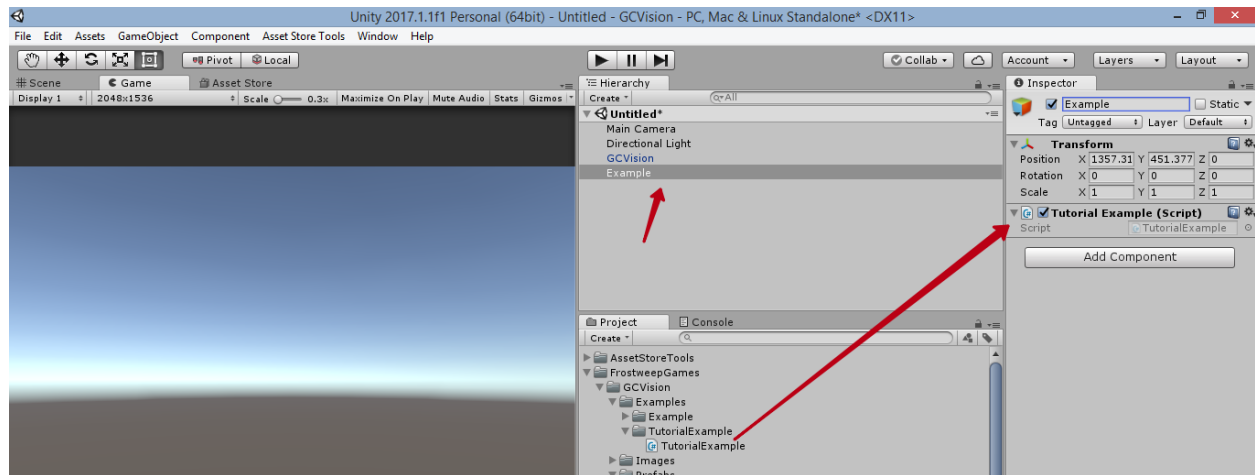 Unity 2017.1.1f1 Personal (64bit) - Untitled - GCVision - PC, Mac & Linux Standalone* <DX11>
File Edit Assets GameObject Component Asset Store Tools Window Help
Pivot Local Collab Account Layers Layout
Scene Game Asset Store
Display 1 2048x1536 Scale 0.3x Maximize On Play Mute Audio Stats Gizmos
Hierarchy
Create All
Untitled*
Main Camera
Directional Light
GCVision
Example
Project Console
Create
AssetStoreTools
FrostweepGames
GCVision
Examples
Example
TutorialExample
TutorialExample
Images
Prefabs
Inspector
Example Static
Tag Untagged Layer Default
Transform
Position X 1357.31 Y 451.377 Z 0
Rotation X 0 Y 0 Z 0
Scale X 1 Y 1 Z 1
Tutorial Example (Script)
Script TutorialExample
Add Component